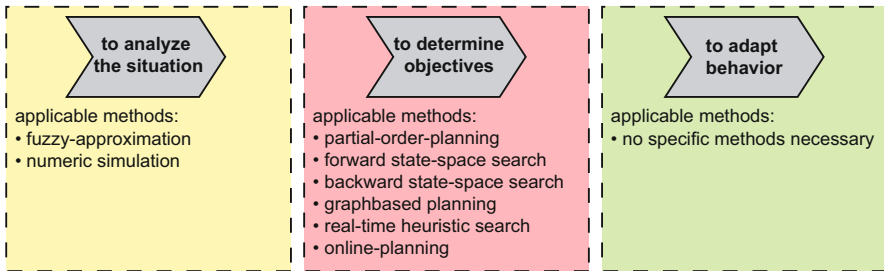 to analyze
the situation
applicable methods:
• fuzzy-approximation
• numeric simulation
to determine
objectives
applicable methods:
• partial-order-planning
• forward state-space search
• backward state-space search
• graphbased planning
• real-time heuristic search
• online-planning
to adapt
behavior
applicable methods:
• no specific methods necessary